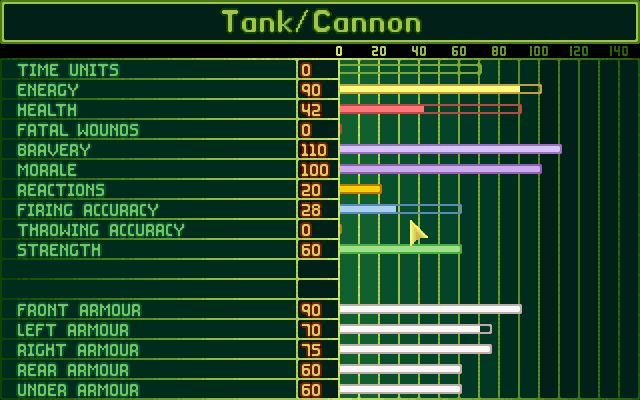 Tank/Cannon
0 20 40 60 80 100 120 140
TIME UNITS 0
ENERGY 90
HEALTH 42
FATAL WOUNDS 0
BRAVERY 110
MORALE 100
REACTIONS 20
FIRING ACCURACY 28
THROWING ACCURACY 0
STRENGTH 60
FRONT ARMOUR 90
LEFT ARMOUR 70
RIGHT ARMOUR 75
REAR ARMOUR 60
UNDER ARMOUR 60